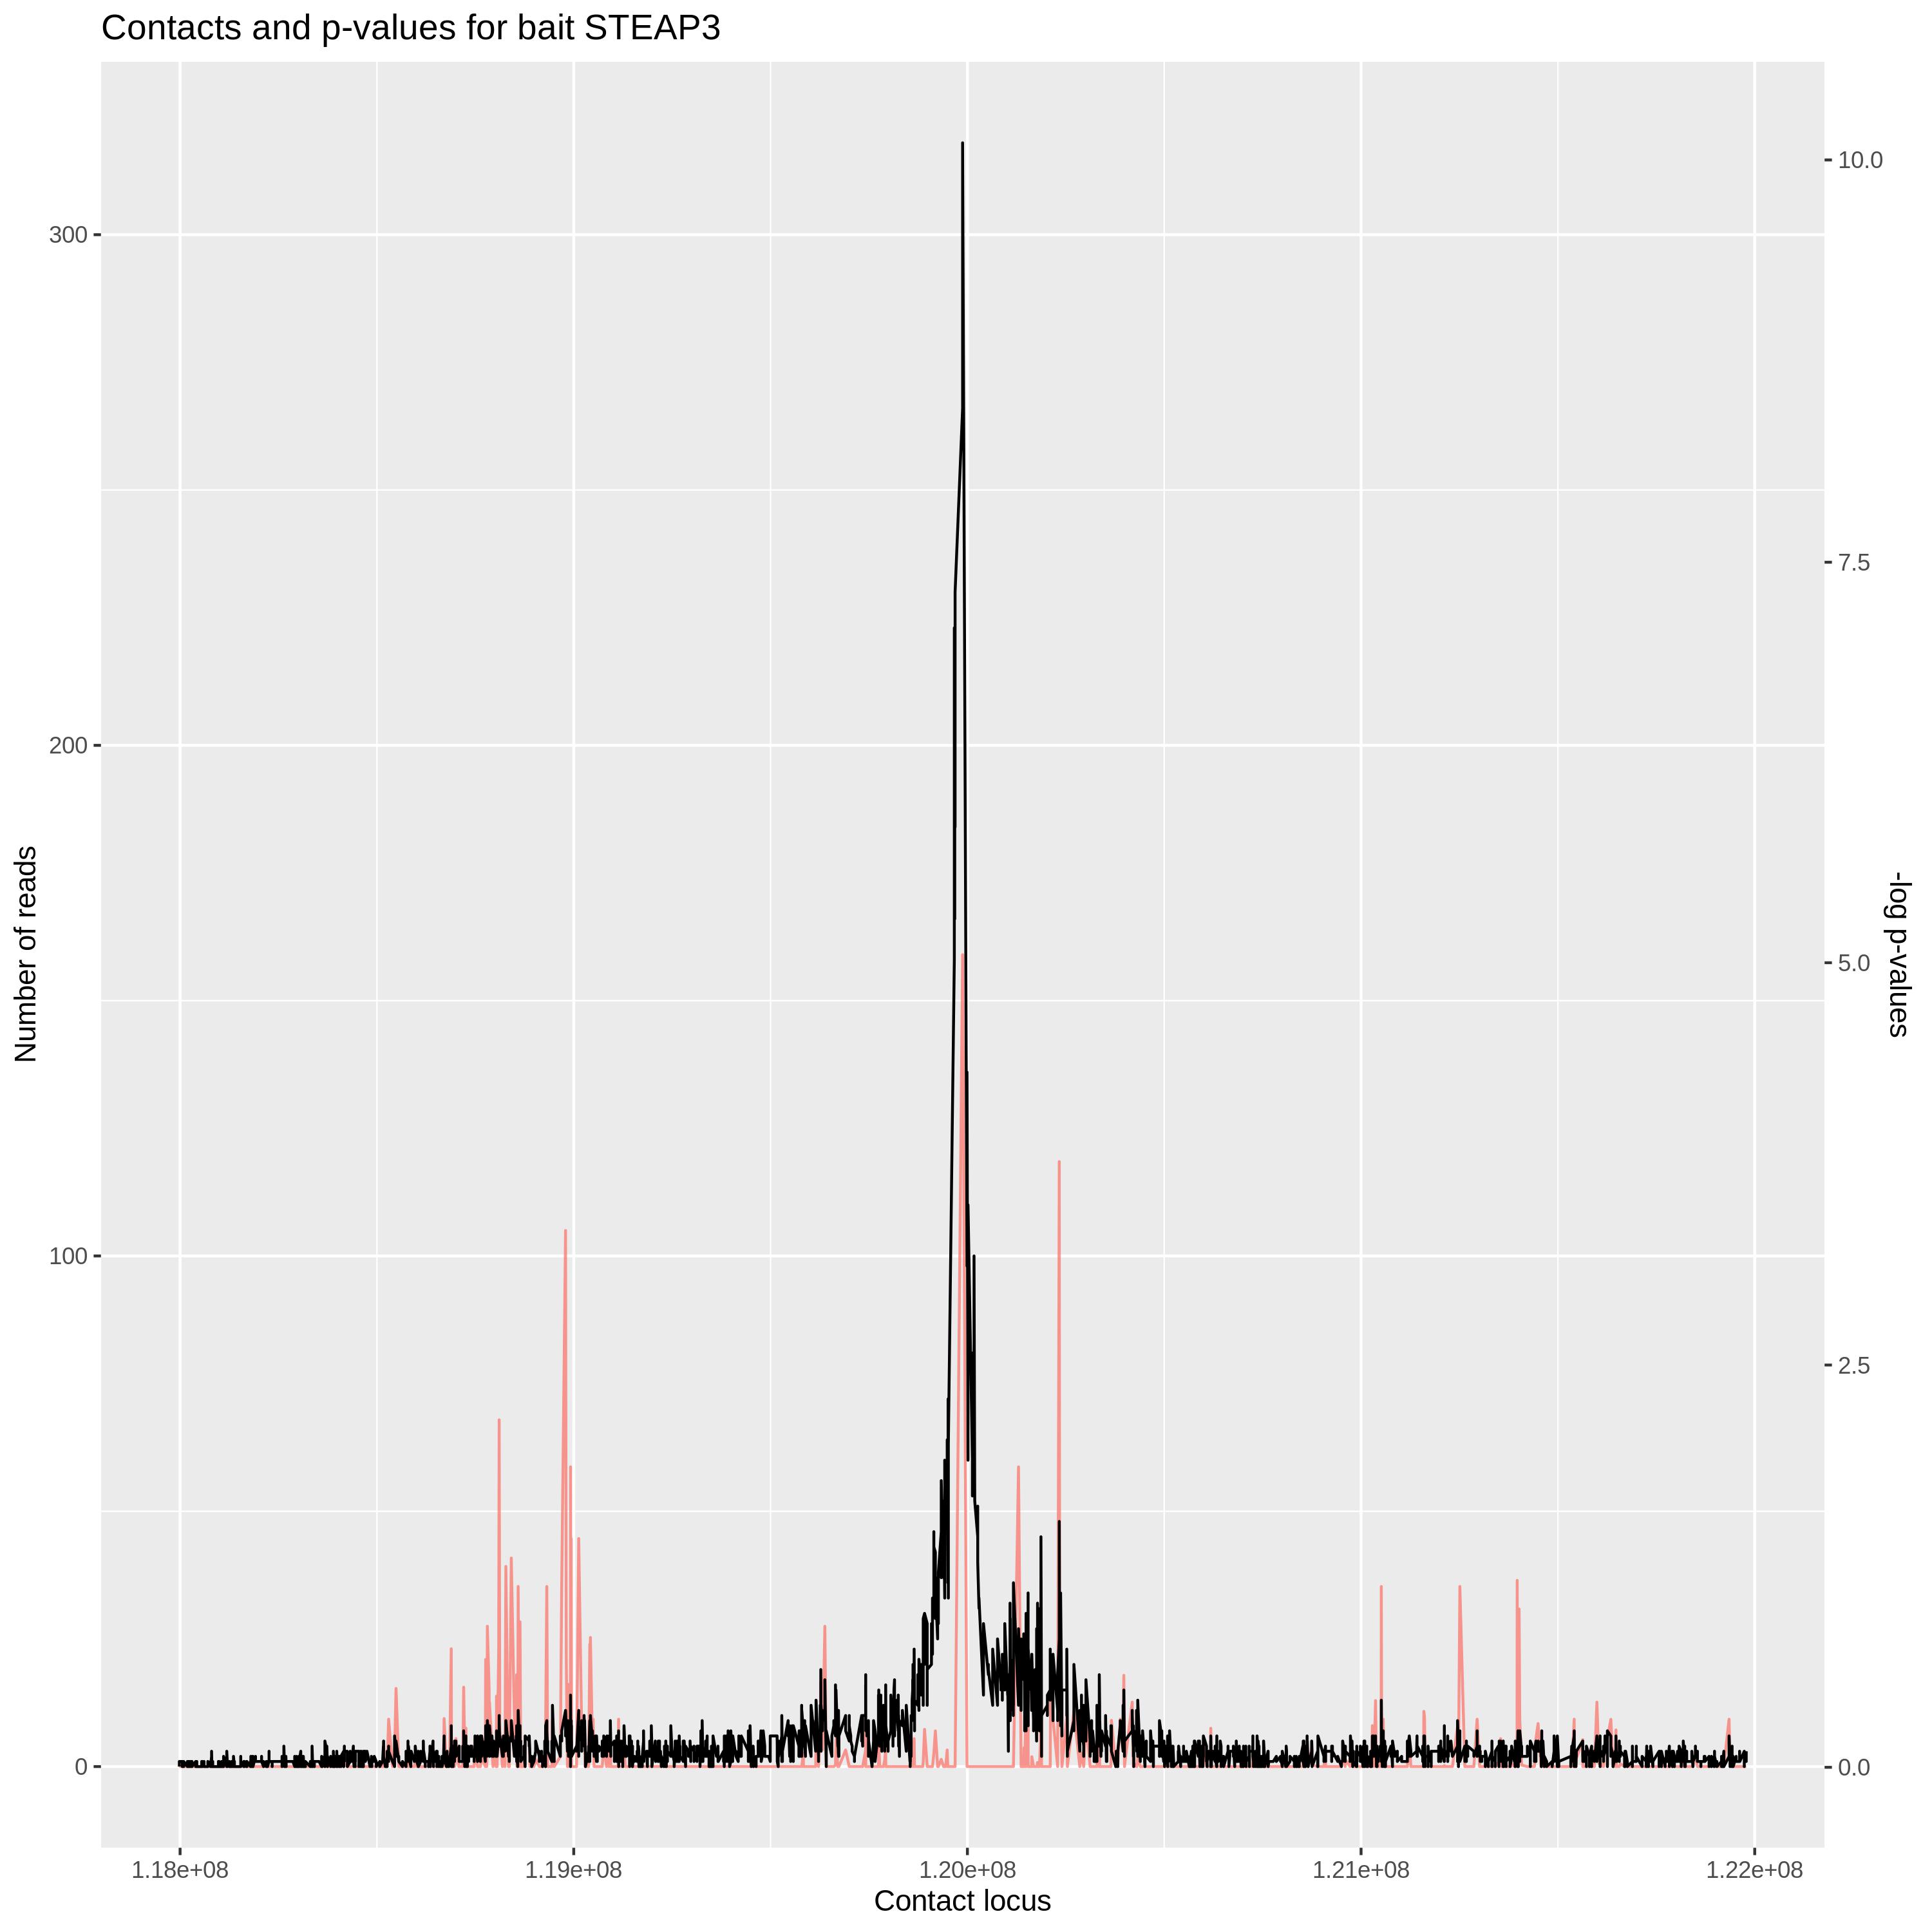 Contacts and p-values for bait STEAP3
300
200
100
0
Number of reads
10.0
7.5
5.0
2.5
0.0
-log p-values
1.18e+08
1.19e+08
1.20e+08
1.21e+08
1.22e+08
Contact locus